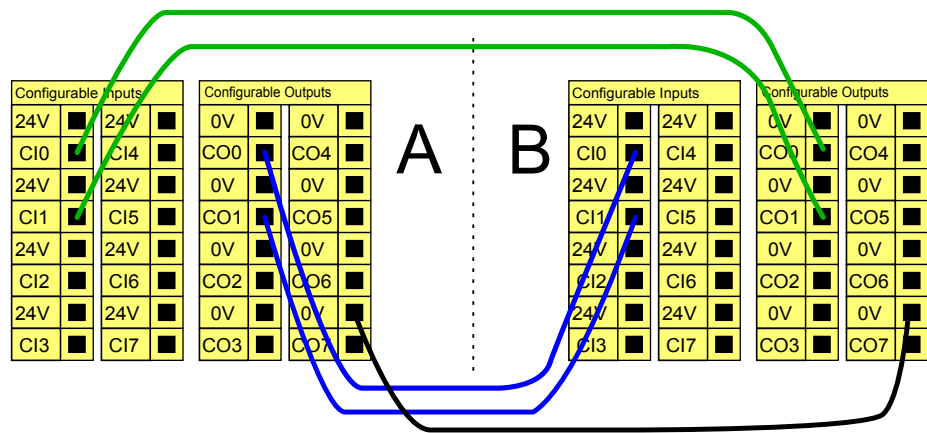 Configurable Inputs
24V 24V
CI0 CI4
24V 24V
CI1 CI5
24V 24V
CI2 CI6
24V 24V
CI3 CI7
Configurable Outputs
0V 0V
CO0 CO4
0V 0V
CO1 CO5
0V 0V
CO2 CO6
0V 0V
CO3 CO7
A
B
Configurable Inputs
24V 24V
CI0 CI4
24V 24V
CI1 CI5
24V 24V
CI2 CI6
24V 24V
CI3 CI7
Configurable Outputs
0V 0V
CO0 CO4
0V 0V
CO1 CO5
0V 0V
CO2 CO6
0V 0V
CO3 CO7